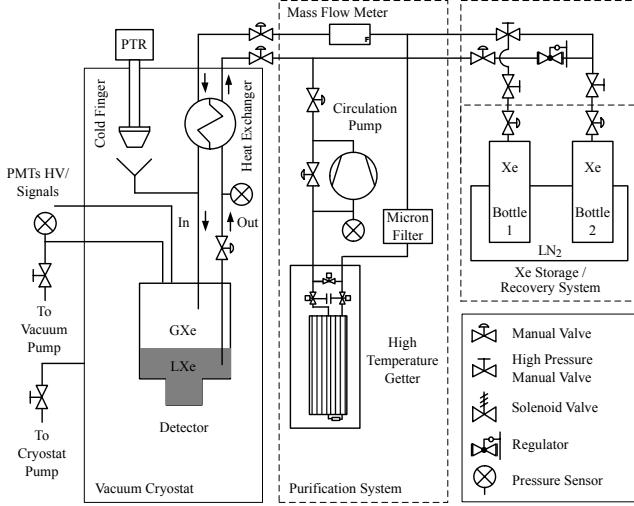 Mass Flow Meter
PTR
F
Cold Finger
Heat Exchanger
Circulation
Pump
PMTs HV/
Signals
In
Out
Micron
Filter
Xe
Bottle
1
Xe
Bottle
2
LN2
Xe Storage /
Recovery System
To
Vacuum
Pump
GXe
LXe
Detector
High
Temperature
Getter
To
Cryostat
Pump
Vacuum Cryostat
Purification System
Manual Valve
High Pressure
Manual Valve
Solenoid Valve
Regulator
Pressure Sensor